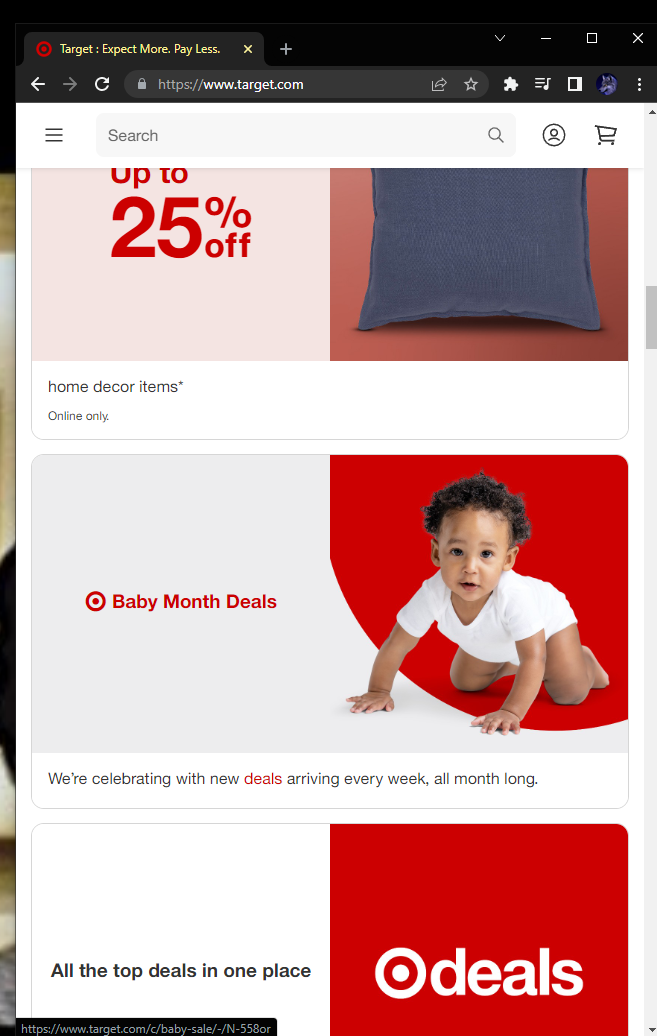 Target : Expect More. Pay Less.
https://www.target.com
Search
Up to
25%
off
home decor items*
Online only.
Baby Month Deals
We're celebrating with new deals arriving every week, all month long.
All the top deals in one place
deals
https://www.target.com/c/baby-sale/-/N-558or